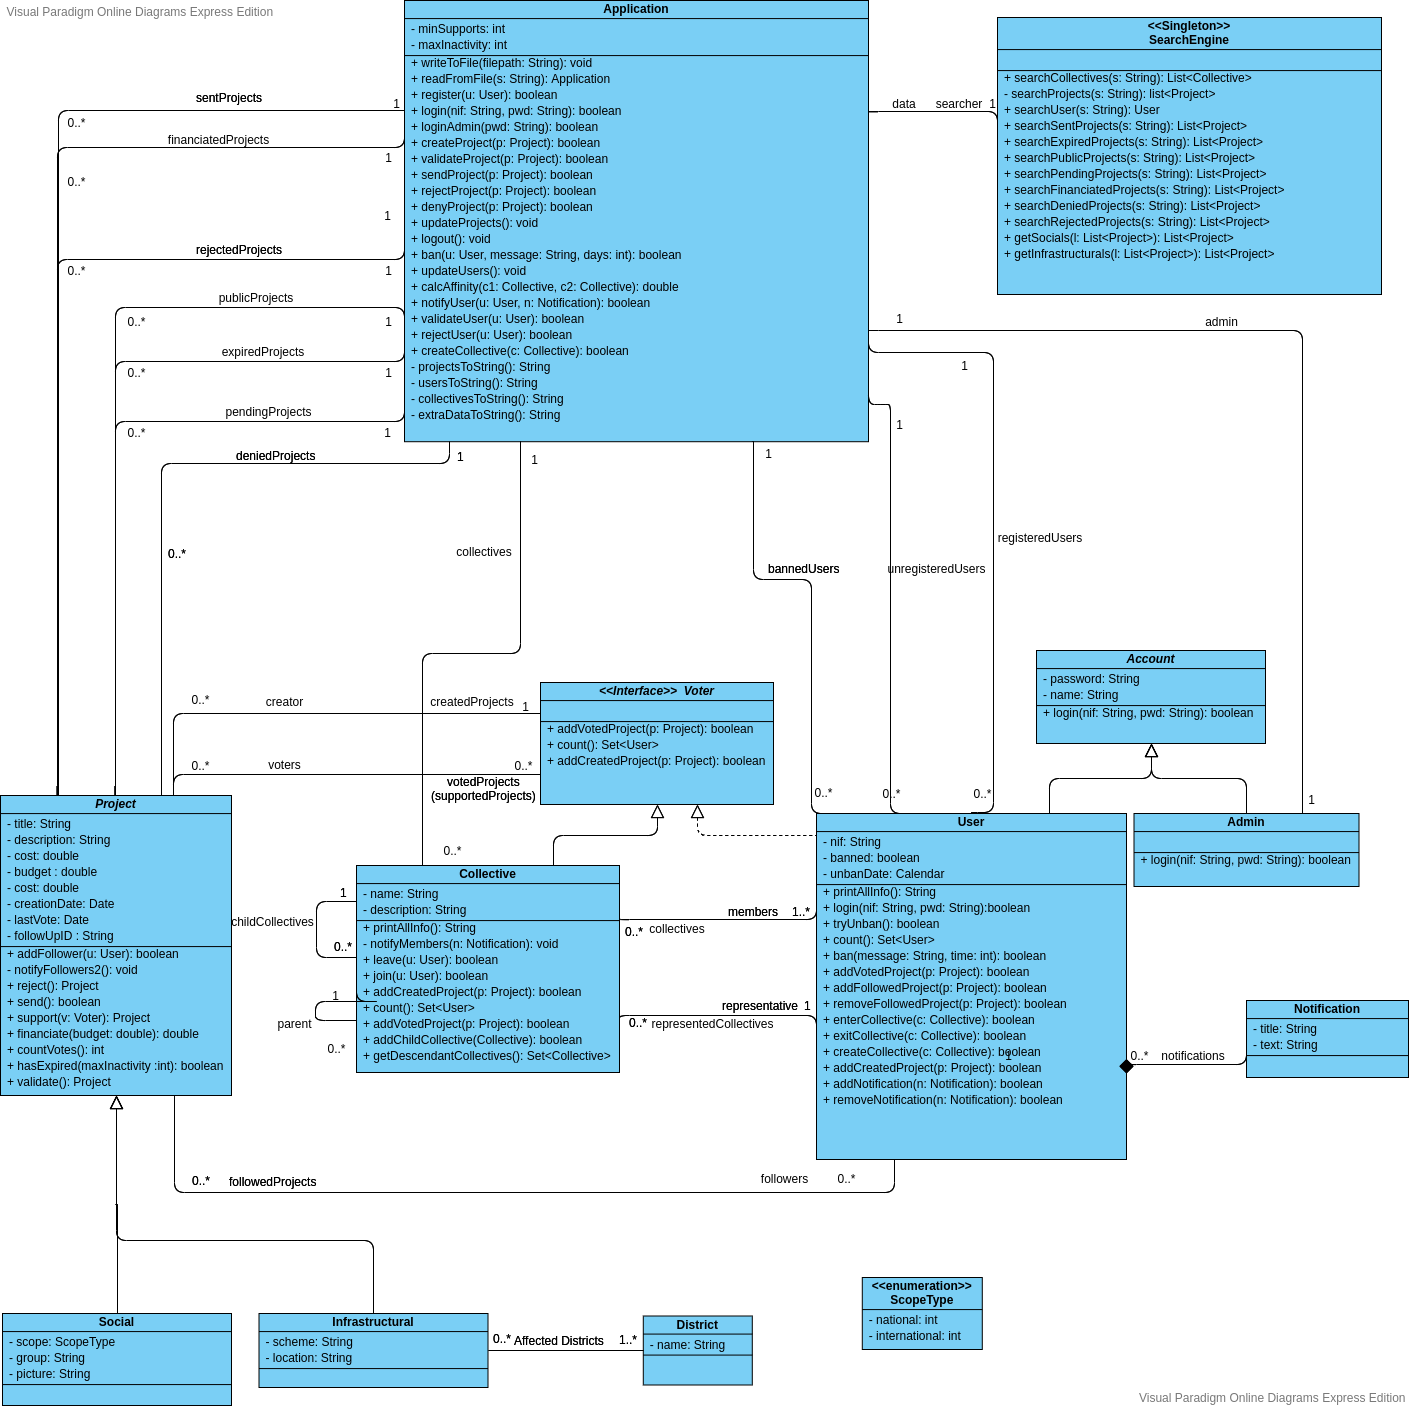 Visual Paradigm Online Diagrams Express Edition
Application
- minSupports: int
- maxInactivity: int
+ writeToFile(filepath: String): void
+ readFromFile(s: String): Application
+ register(u: User): boolean
+ login(nif: String, pwd: String): boolean
+ loginAdmin(pwd: String): boolean
+ createProject(p: Project): boolean
+ validateProject(p: Project): boolean
+ sendProject(p: Project): boolean
+ rejectProject(p: Project): boolean
+ denyProject(p: Project): boolean
+ updateProjects(): void
+ logout(): void
+ ban(u: User, message: String, days: int): boolean
+ updateUsers(): void
+ calcAffinity(c1: Collective, c2: Collective): double
+ notifyUser(u: User, n: Notification): boolean
+ validateUser(u: User): boolean
+ rejectUser(u: User): boolean
+ createCollective(c: Collective): boolean
- projectsToString(): String
- usersToString(): String
- collectivesToString(): String
- extraDataToString(): String
<<Singleton>>
SearchEngine
+ searchCollectives(s: String): List<Collective>
- searchProjects(s: String): list<Project>
+ searchUser(s: String): User
+ searchSentProjects(s: String): List<Project>
+ searchExpiredProjects(s: String): List<Project>
+ searchPublicProjects(s: String): List<Project>
+ searchPendingProjects(s: String): List<Project>
+ searchFinanciatedProjects(s: String): List<Project>
+ searchDeniedProjects(s: String): List<Project>
+ searchRejectedProjects(s: String): List<Project>
+ getSocials(l: List<Project>): List<Project>
+ getInfrastructurals(l: List<Project>): List<Project>
data searcher 1
sentProjects 1
0..*
financiatedProjects
1
0..*
1
rejectedProjects
0..* 1
publicProjects
0..* 1
expiredProjects
0..* 1
pendingProjects
0..* 1
deniedProjects 1
0..*
1
collectives
0..*
1
bannedUsers
0..*
1
unregisteredUsers
0..*
1
registeredUsers
0..*
1 admin
1
0..* creator createdProjects 1
0..* voters 0..*
votedProjects
(supportedProjects)
<<Interface>> Voter
+ addVotedProject(p: Project): boolean
+ count(): Set<User>
+ addCreatedProject(p: Project): boolean
Account
- password: String
- name: String
+ login(nif: String, pwd: String): boolean
Project
- title: String
- description: String
- cost: double
- budget : double
- cost: double
- creationDate: Date
- lastVote: Date
- followUpID : String
+ addFollower(u: User): boolean
- notifyFollowers2(): void
+ reject(): Project
+ send(): boolean
+ support(v: Voter): Project
+ financiate(budget: double): double
+ countVotes(): int
+ hasExpired(maxInactivity :int): boolean
+ validate(): Project
Collective
- name: String
- description: String
+ printAllInfo(): String
- notifyMembers(n: Notification): void
+ leave(u: User): boolean
+ join(u: User): boolean
+ addCreatedProject(p: Project): boolean
+ count(): Set<User>
+ addVotedProject(p: Project): boolean
+ addChildCollective(Collective): boolean
+ getDescendantCollectives(): Set<Collective>
1
childCollectives
0..*
1
parent
0..*
members 1..*
0..* collectives
representative 1
0..* representedCollectives
User
- nif: String
- banned: boolean
- unbanDate: Calendar
+ printAllInfo(): String
+ login(nif: String, pwd: String):boolean
+ tryUnban(): boolean
+ count(): Set<User>
+ ban(message: String, time: int): boolean
+ addVotedProject(p: Project): boolean
+ addFollowedProject(p: Project): boolean
+ removeFollowedProject(p: Project): boolean
+ enterCollective(c: Collective): boolean
+ exitCollective(c: Collective): boolean
+ createCollective(c: Collective): boolean
+ addCreatedProject(p: Project): boolean
+ addNotification(n: Notification): boolean
+ removeNotification(n: Notification): boolean
1
Admin
+ login(nif: String, pwd: String): boolean
Notification
- title: String
- text: String
0..* notifications
0..* followedProjects followers 0..*
Social
- scope: ScopeType
- group: String
- picture: String
Infrastructural
- scheme: String
- location: String
0..* Affected Districts 1..*
District
- name: String
<<enumeration>>
ScopeType
- national: int
- international: int
Visual Paradigm Online Diagrams Express Edition